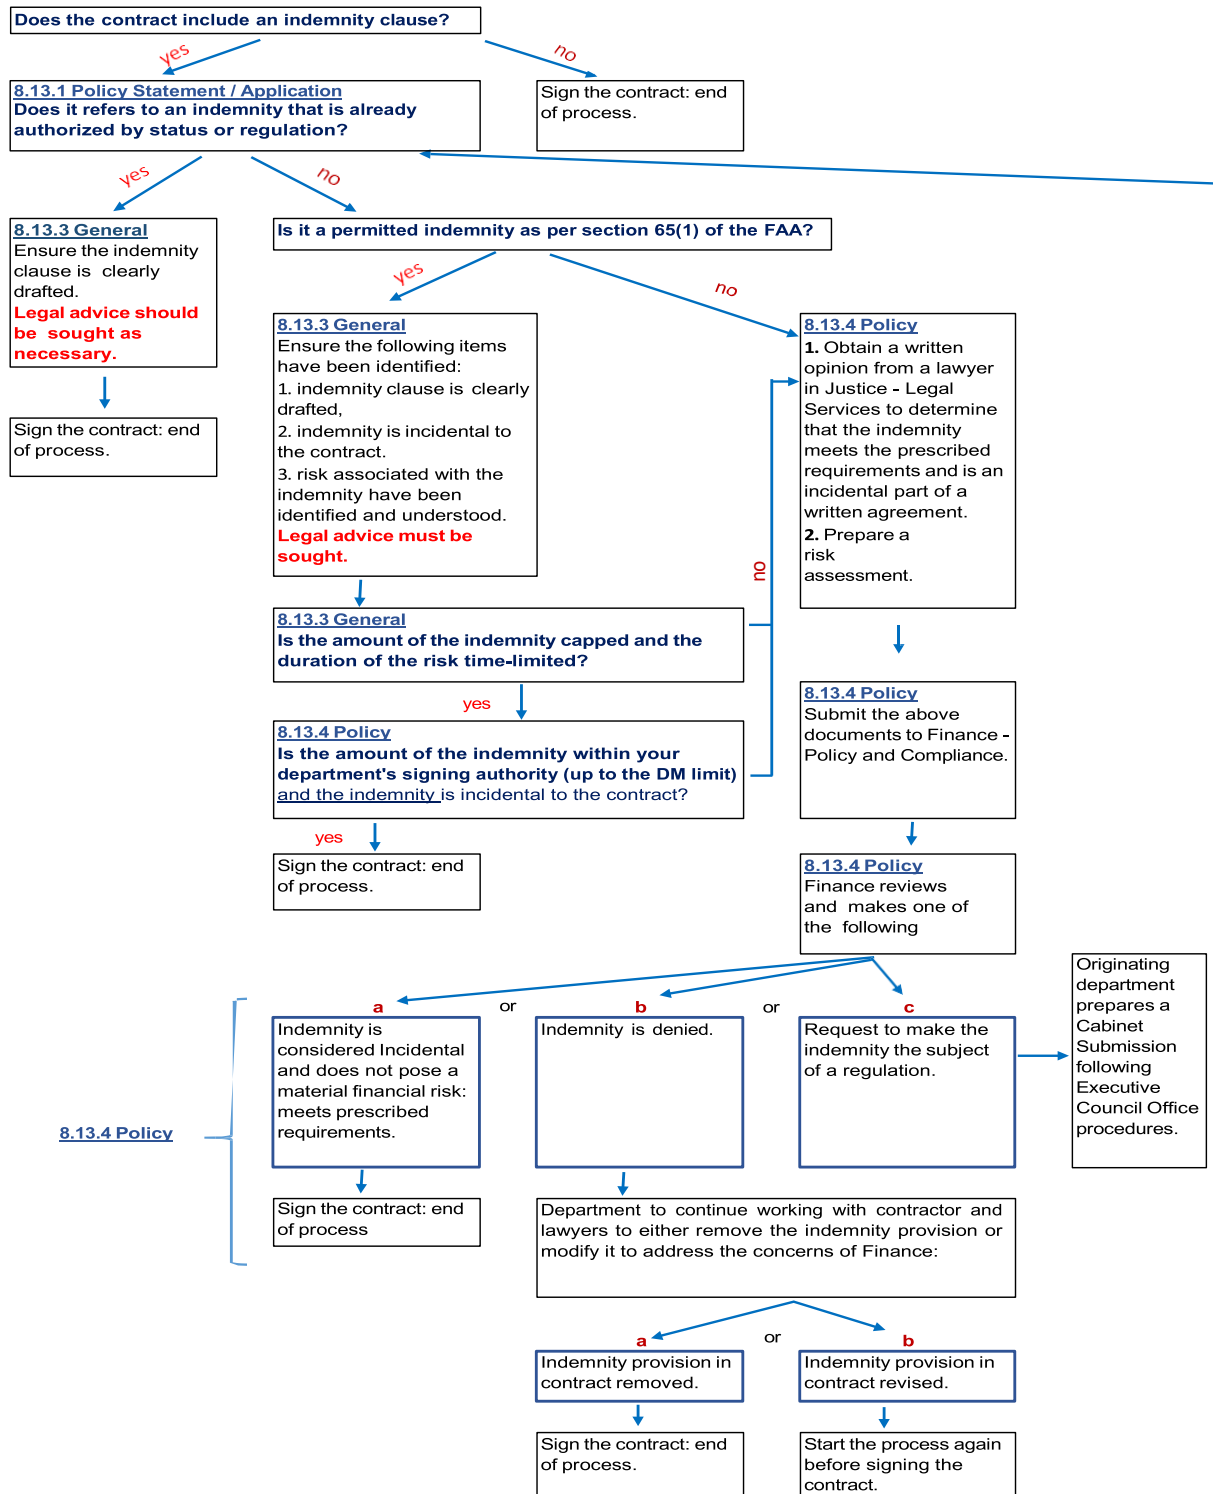 Does the contract include an indemnity clause?
yes
no
8.13.1 Policy Statement / Application
Does it refers to an indemnity that is already
authorized by status or regulation?
Sign the contract: end
of process.
yes
no
8.13.3 General
Ensure the indemnity
clause is clearly
drafted.
Legal advice should
be sought as
necessary.
Is it a permitted indemnity as per section 65(1) of the FAA?
yes
no
Sign the contract: end
of process.
8.13.3 General
Ensure the following items
have been identified:
1. indemnity clause is clearly
drafted,
2. indemnity is incidental to
the contract.
3. risk associated with the
indemnity have been
identified and understood.
Legal advice must be
sought.
8.13.4 Policy
1. Obtain a written
opinion from a lawyer
in Justice - Legal
Services to determine
that the indemnity
meets the prescribed
requirements and is an
incidental part of a
written agreement.
2. Prepare a
risk
assessment.
no
8.13.3 General
Is the amount of the indemnity capped and the
duration of the risk time-limited?
yes
8.13.4 Policy
Is the amount of the indemnity within your
department's signing authority (up to the DM limit)
and the indemnity is incidental to the contract?
8.13.4 Policy
Submit the above
documents to Finance -
Policy and Compliance.
yes
Sign the contract: end
of process.
8.13.4 Policy
Finance reviews
and makes one of
the following
a
or
b
or
c
8.13.4 Policy
Indemnity is
considered Incidental
and does not pose a
material financial risk:
meets prescribed
requirements.
Indemnity is denied.
Request to make the
indemnity the subject
of a regulation.
Originating
department
prepares a
Cabinet
Submission
following
Executive
Council Office
procedures.
Sign the contract: end
of process
Department to continue working with contractor and
lawyers to either remove the indemnity provision or
modify it to address the concerns of Finance:
a
or
b
Indemnity provision in
contract removed.
Indemnity provision in
contract revised.
Sign the contract: end
of process.
Start the process again
before signing the
contract.